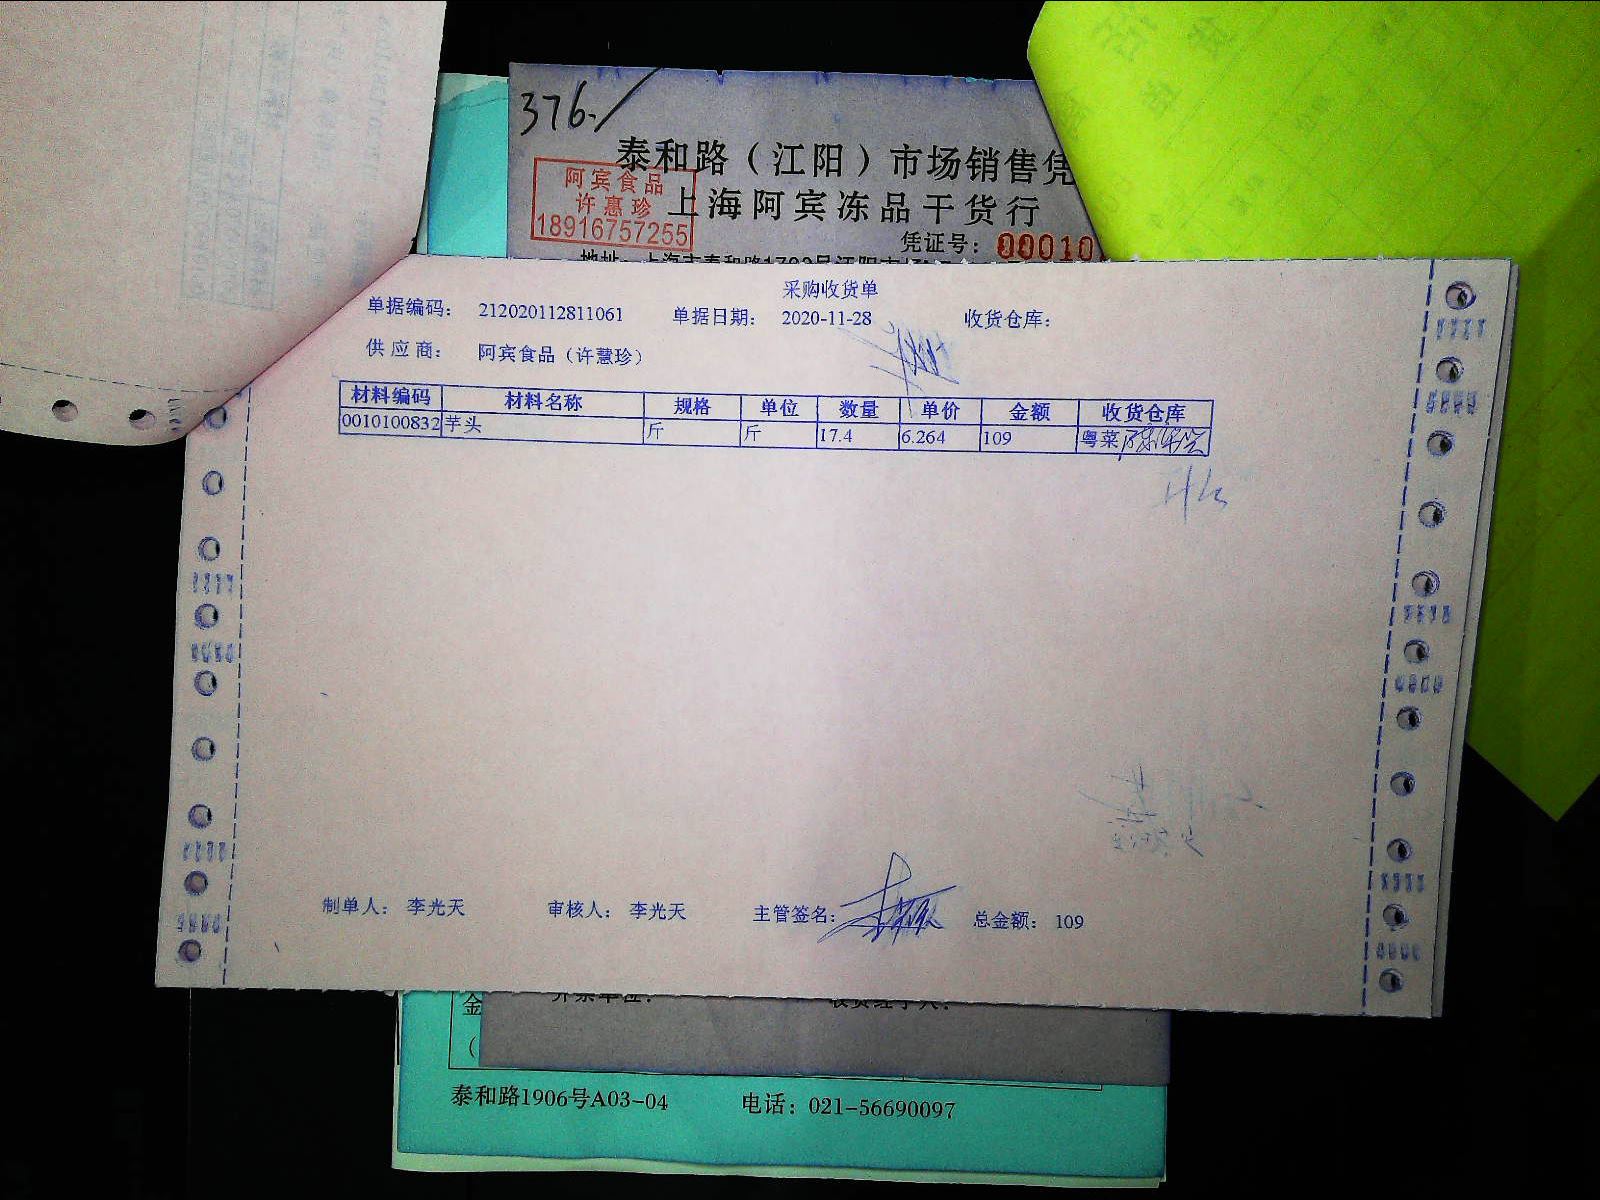 376.
泰和路（江阳）市场销售凭
阿宾食品
许惠珍
18916757255
上海阿宾冻品干货行
凭证号：00010
采购收货单
单据编码： 212020112811061 单据日期： 2020-11-28 收货仓库：
供应商： 阿宾食品（许慧珍）
材料编码 材料名称 规格 单位 数量 单价 金额 收货仓库
0010100832 芋头 斤 斤 17.4 6.264 109 粤菜
制单人： 李光天 审核人： 李光天 主管签名： 总金额： 109
金
泰和路1906号A03-04 电话：021-56690097